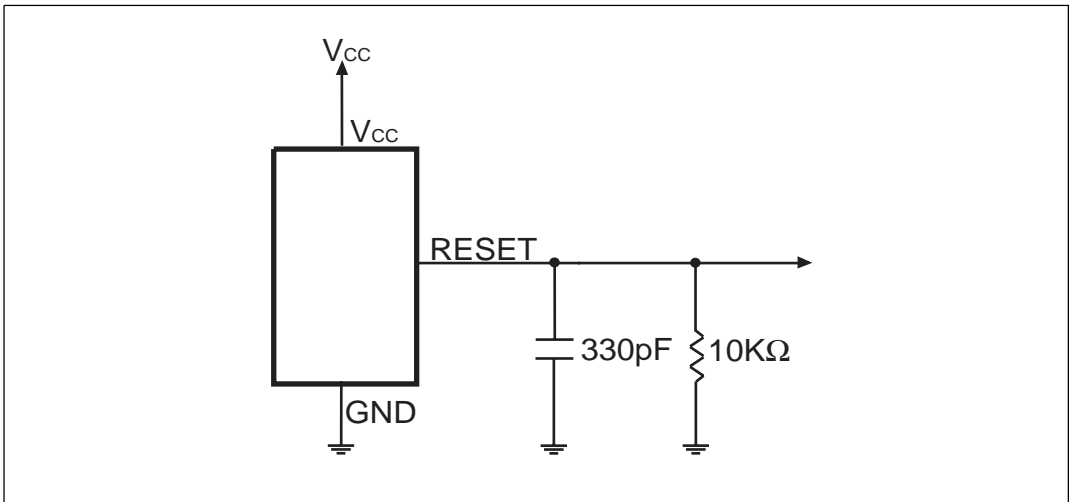 VCC
VCC
RESET
330pF
10KΩ
GND